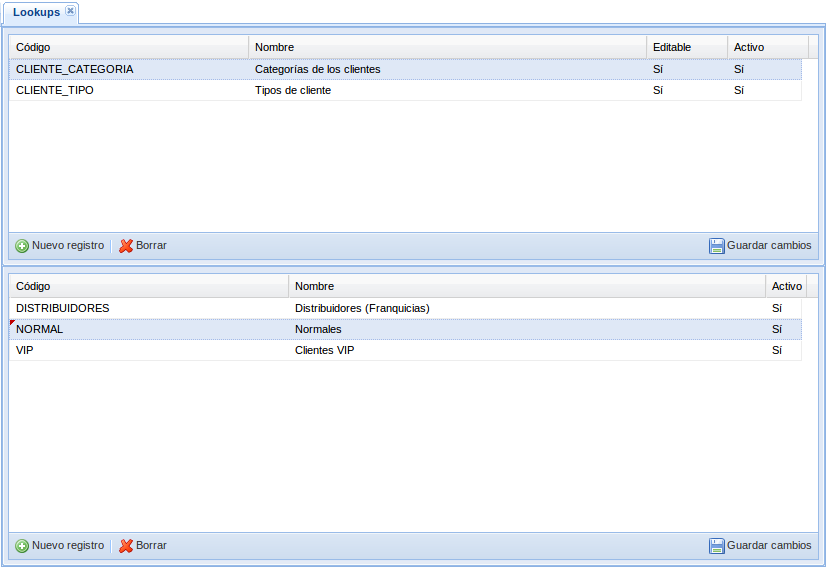 Lookups
Código Nombre Editable Activo
CLIENTE_CATEGORIA Categorías de los clientes Sí Sí
CLIENTE_TIPO Tipos de cliente Sí Sí
Nuevo registro Borrar Guardar cambios
Código Nombre Activo
DISTRIBUIDORES Distribuidores (Franquicias) Sí
NORMAL Normales Sí
VIP Clientes VIP Sí
Nuevo registro Borrar Guardar cambios